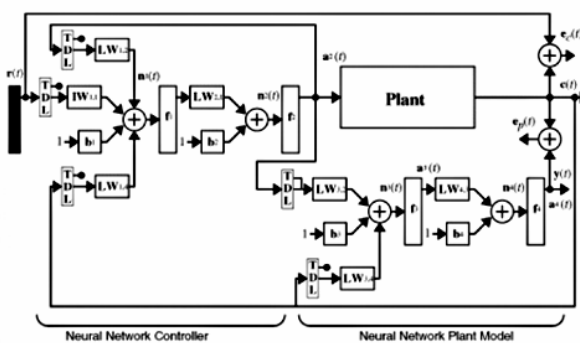 T
D
L
LW1,2
e_c(t)
r(t)
n1(t)
a2(t)
c(t)
T
D
L
IW1,1
LW2,1
n2(t)
Plant
f1
f2
1
b1
1
b2
e_p(t)
T
D
L
LW1,4
a3(t)
y(t)
T
D
L
LW3,2
n3(t)
LW4,3
n4(t)
a4(t)
f3
f4
1
b3
1
b4
T
D
L
LW3,4
Neural Network Controller
Neural Network Plant Model